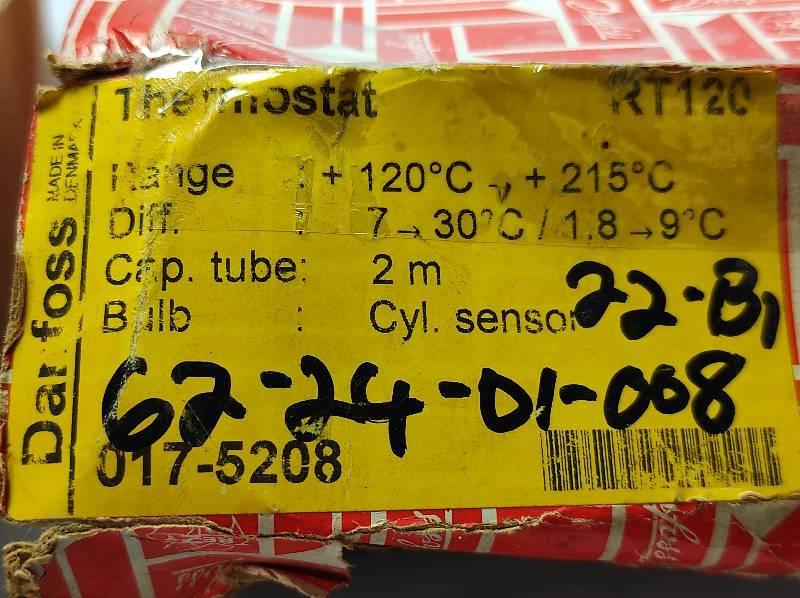 Thermostat RT120
Range : + 120°C + 215°C
Diff. : 7 → 30°C / 1,8 → 9°C
Cap. tube: 2 m
Bulb : Cyl. sensor
22-B1
62-24-01-008
017-5208
Danfoss
MADE IN
DENMARK